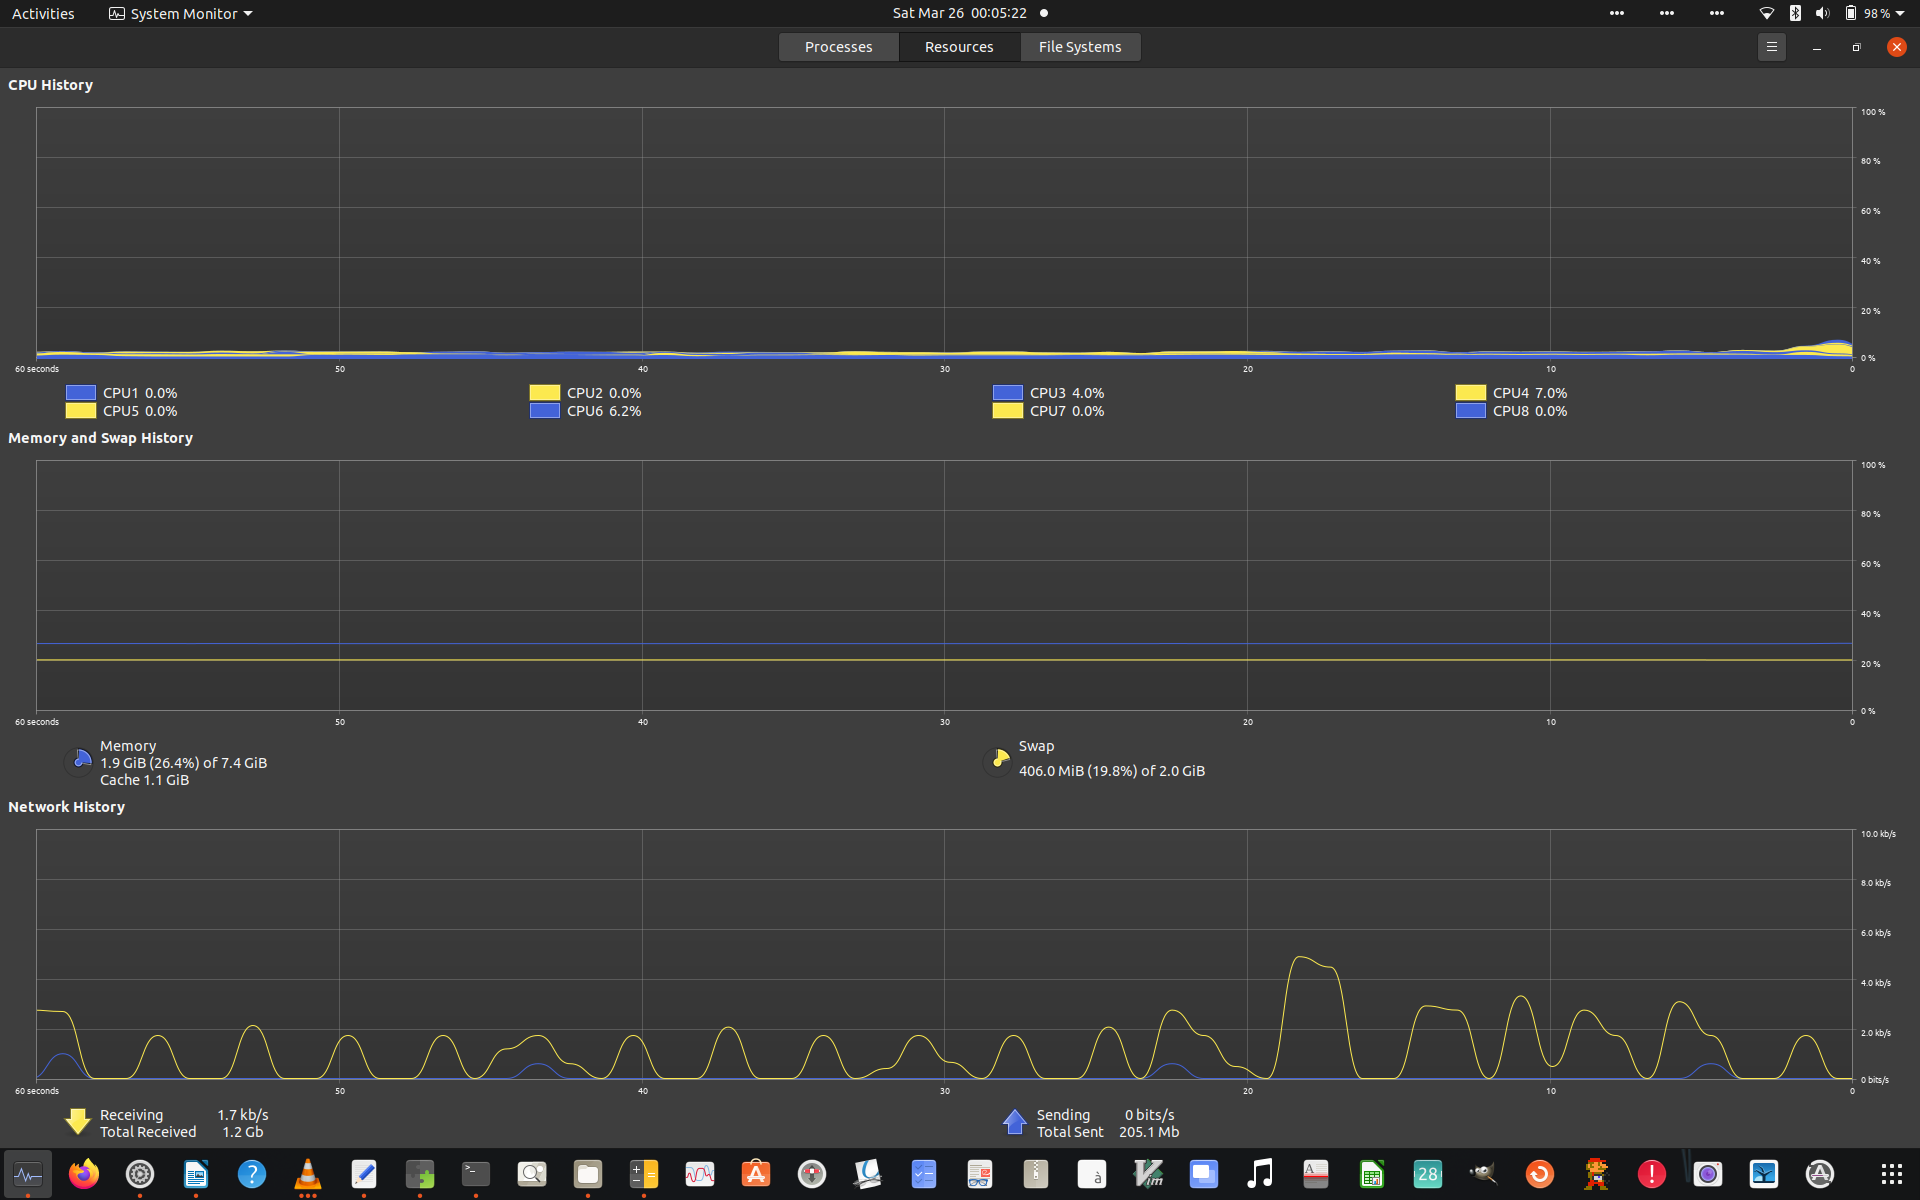 Activities System Monitor Sat Mar 26 00:05:22 98 %
Processes Resources File Systems
CPU History
100 %
80 %
60 %
40 %
20 %
0 %
60 seconds 50 40 30 20 10 0
CPU1 0.0% CPU2 0.0% CPU3 4.0% CPU4 7.0%
CPU5 0.0% CPU6 6.2% CPU7 0.0% CPU8 0.0%
Memory and Swap History
100 %
80 %
60 %
40 %
20 %
0 %
60 seconds 50 40 30 20 10 0
Memory
1.9 GiB (26.4%) of 7.4 GiB
Cache 1.1 GiB
Swap
406.0 MiB (19.8%) of 2.0 GiB
Network History
10.0 kb/s
8.0 kb/s
6.0 kb/s
4.0 kb/s
2.0 kb/s
0 bits/s
60 seconds 50 40 30 20 10 0
Receiving 1.7 kb/s
Total Received 1.2 Gb
Sending 0 bits/s
Total Sent 205.1 Mb
? >_ à Vim A 28 !